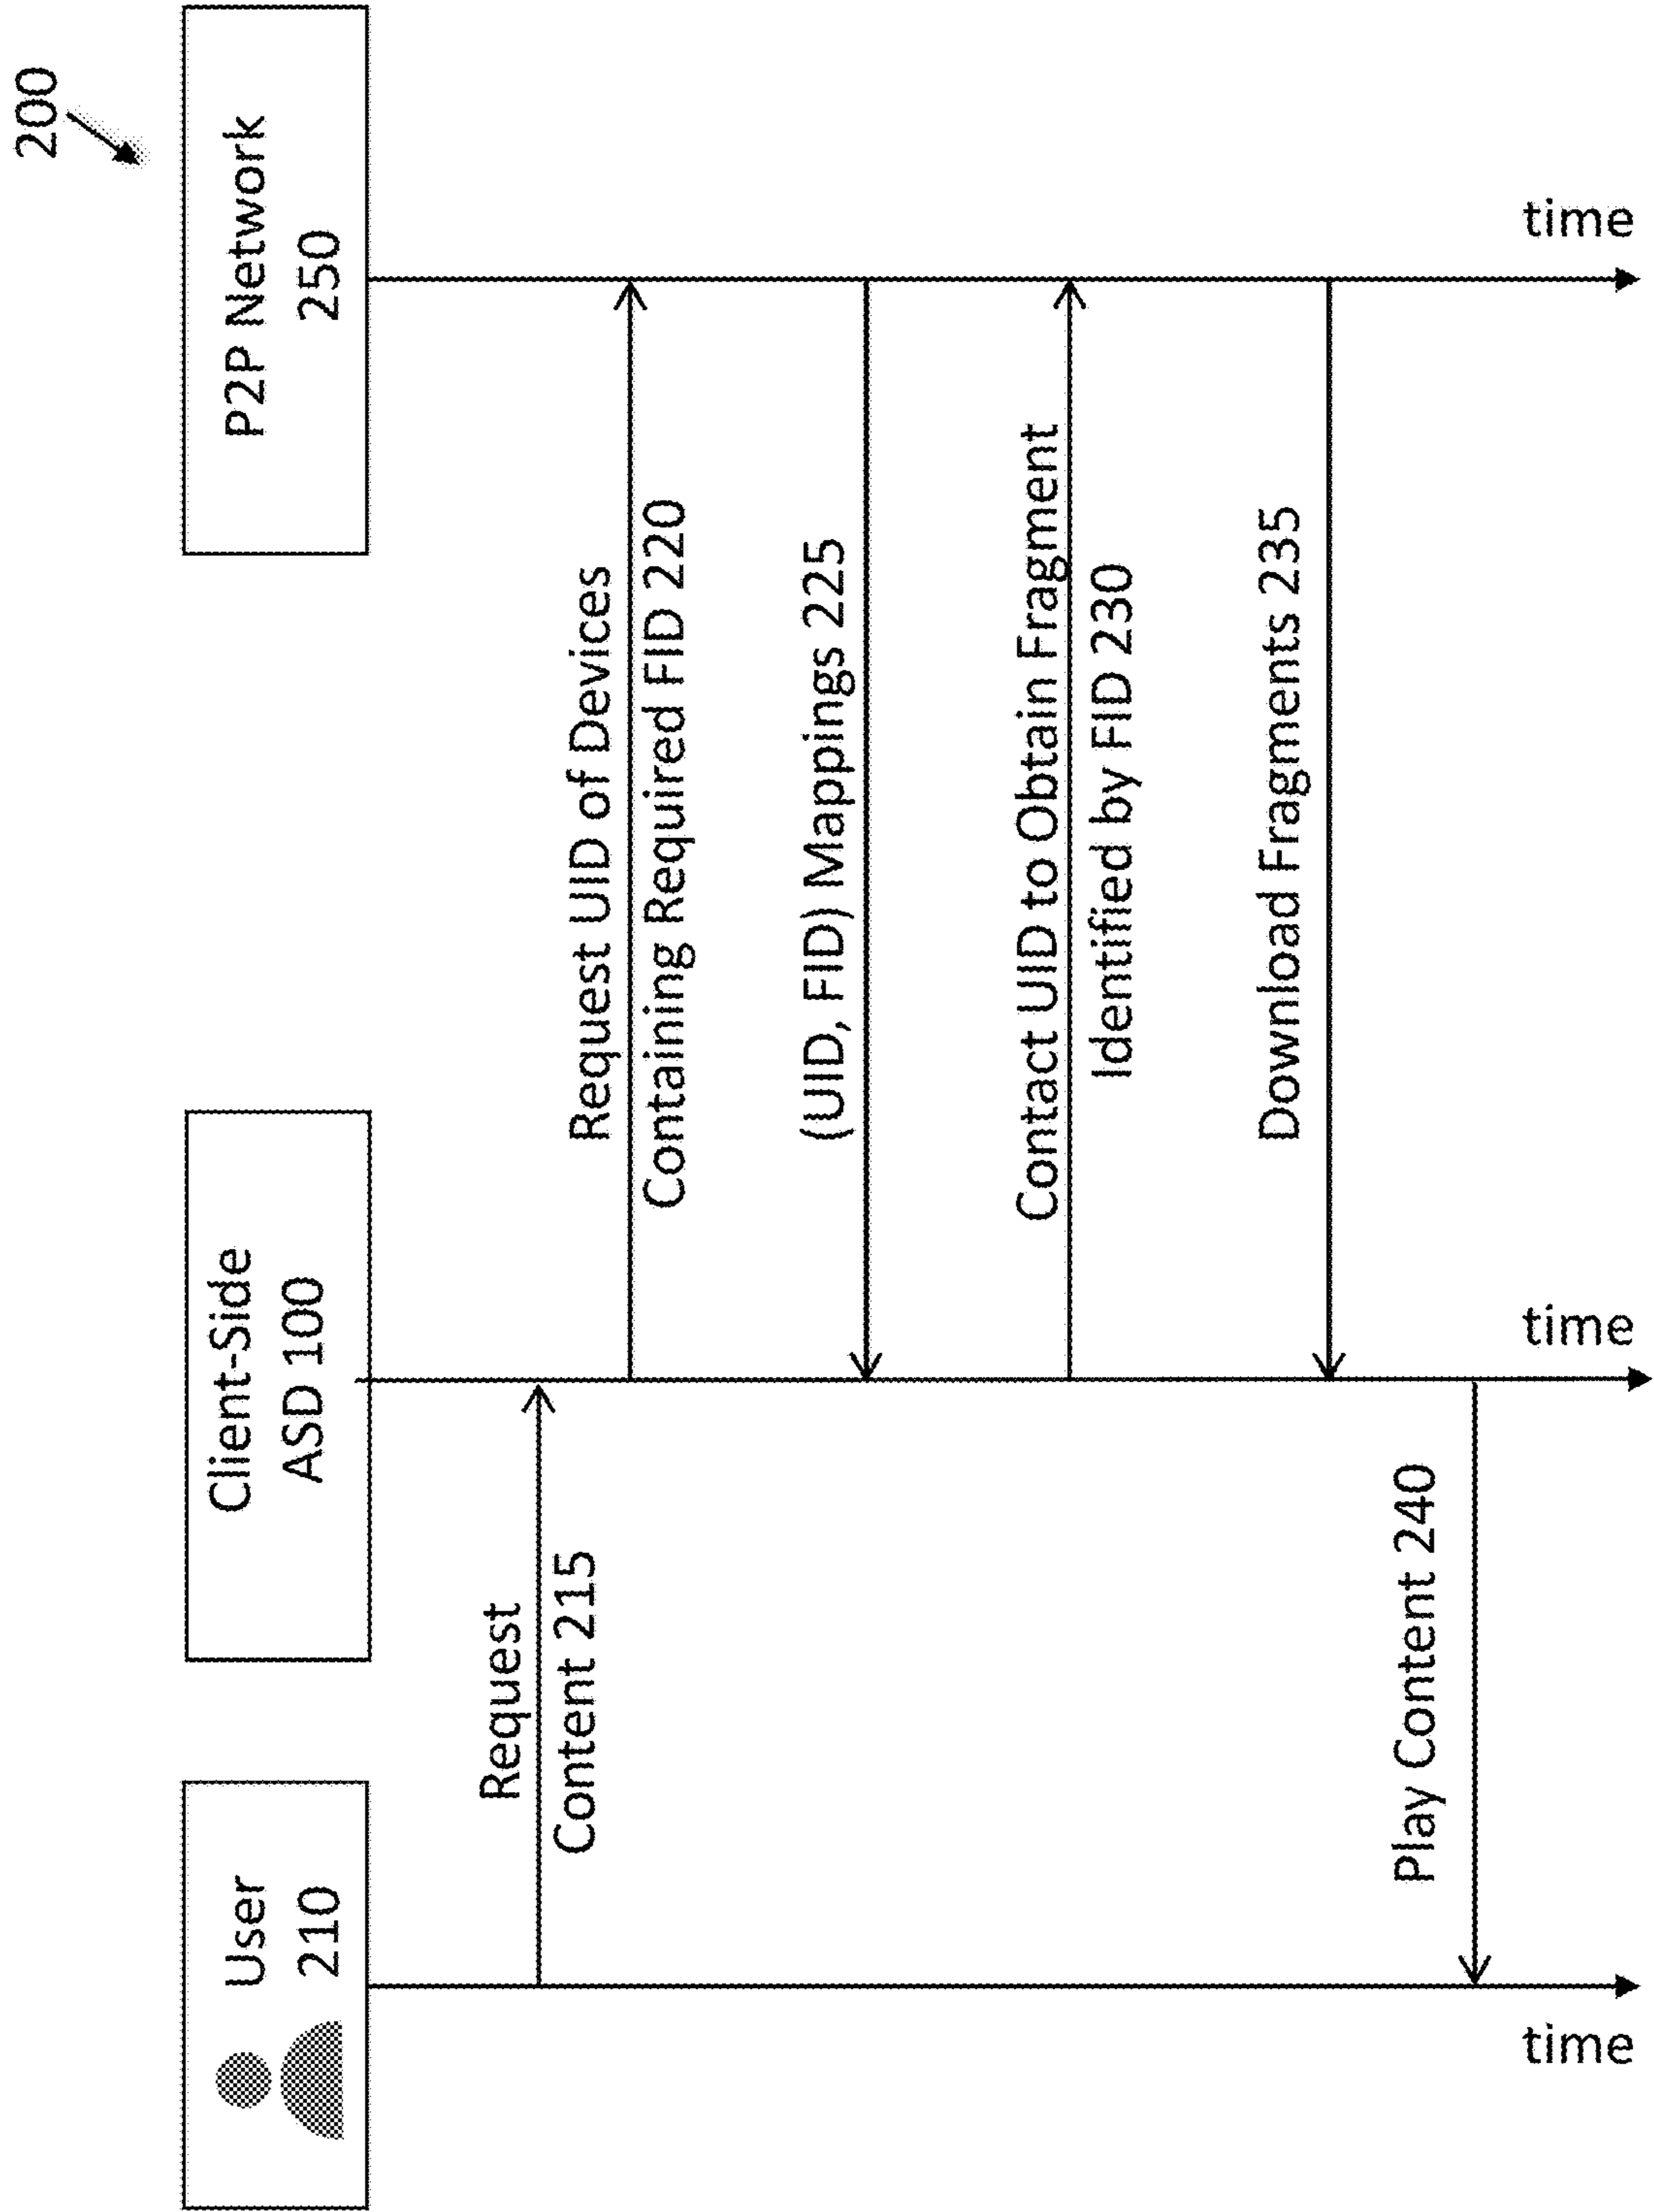 200
User
210
Client-Side
ASD 100
P2P Network
250
Request
Content 215
Request UID of Devices
Containing Required FID 220
(UID, FID) Mappings 225
Contact UID to Obtain Fragment
Identified by FID 230
Download Fragments 235
Play Content 240
time
time
time